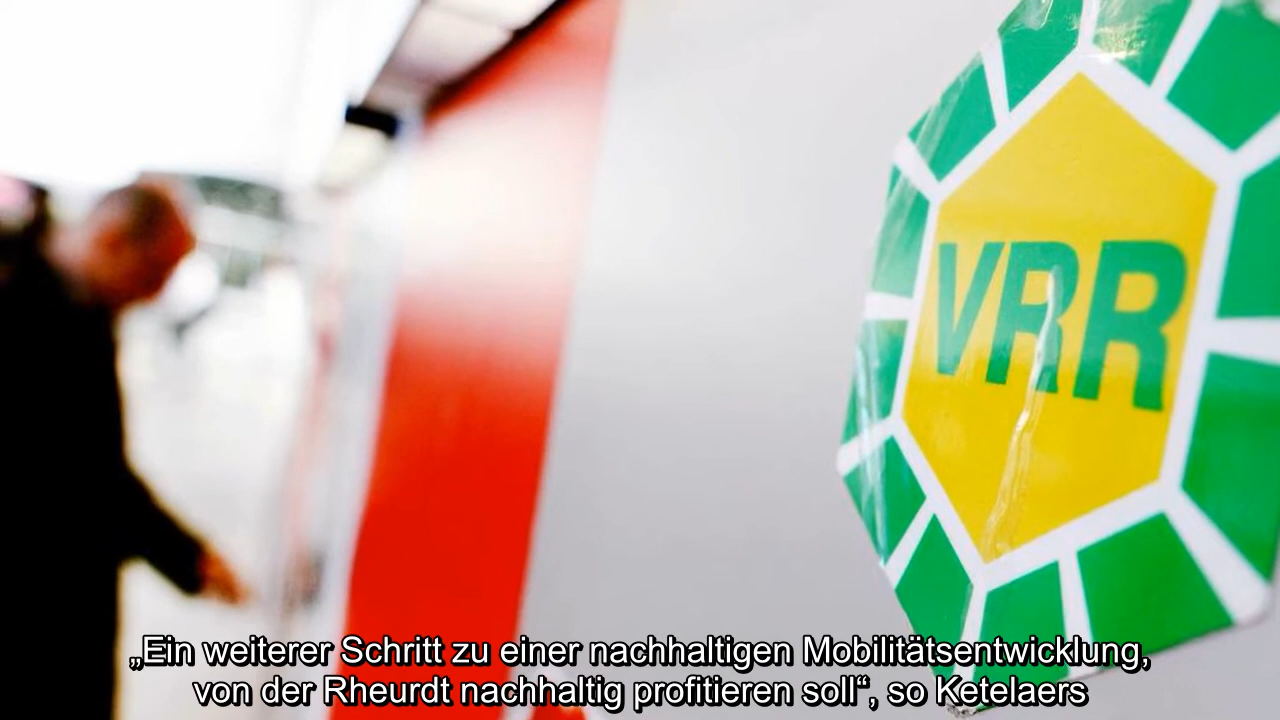 VRR
„Ein weiterer Schritt zu einer nachhaltigen Mobilitätsentwicklung,
von der Rheurdt nachhaltig profitieren soll“, so Ketelaers